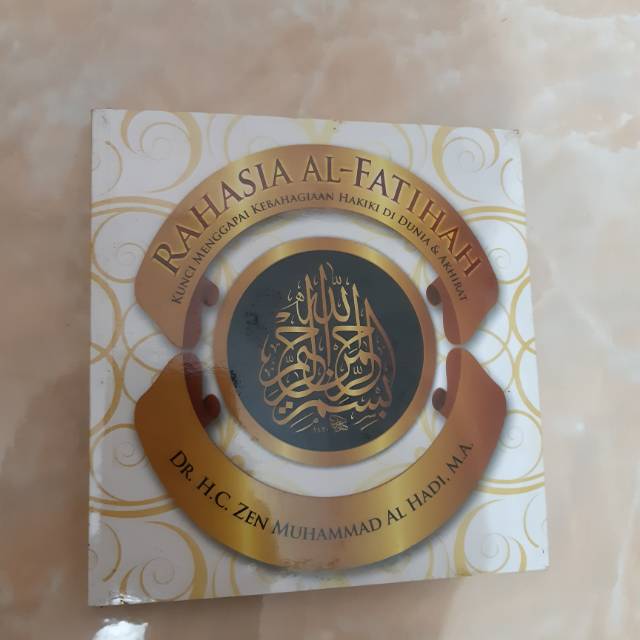 RAHASIA AL-FATIHAH
KUNCI MENGGAPAI KEBAHAGIAAN HAKIKI DI DUNIA & AKHIRAT
بسم الله الرحمن الرحيم
DR. H.C. ZEN MUHAMMAD AL HADI, M.A.